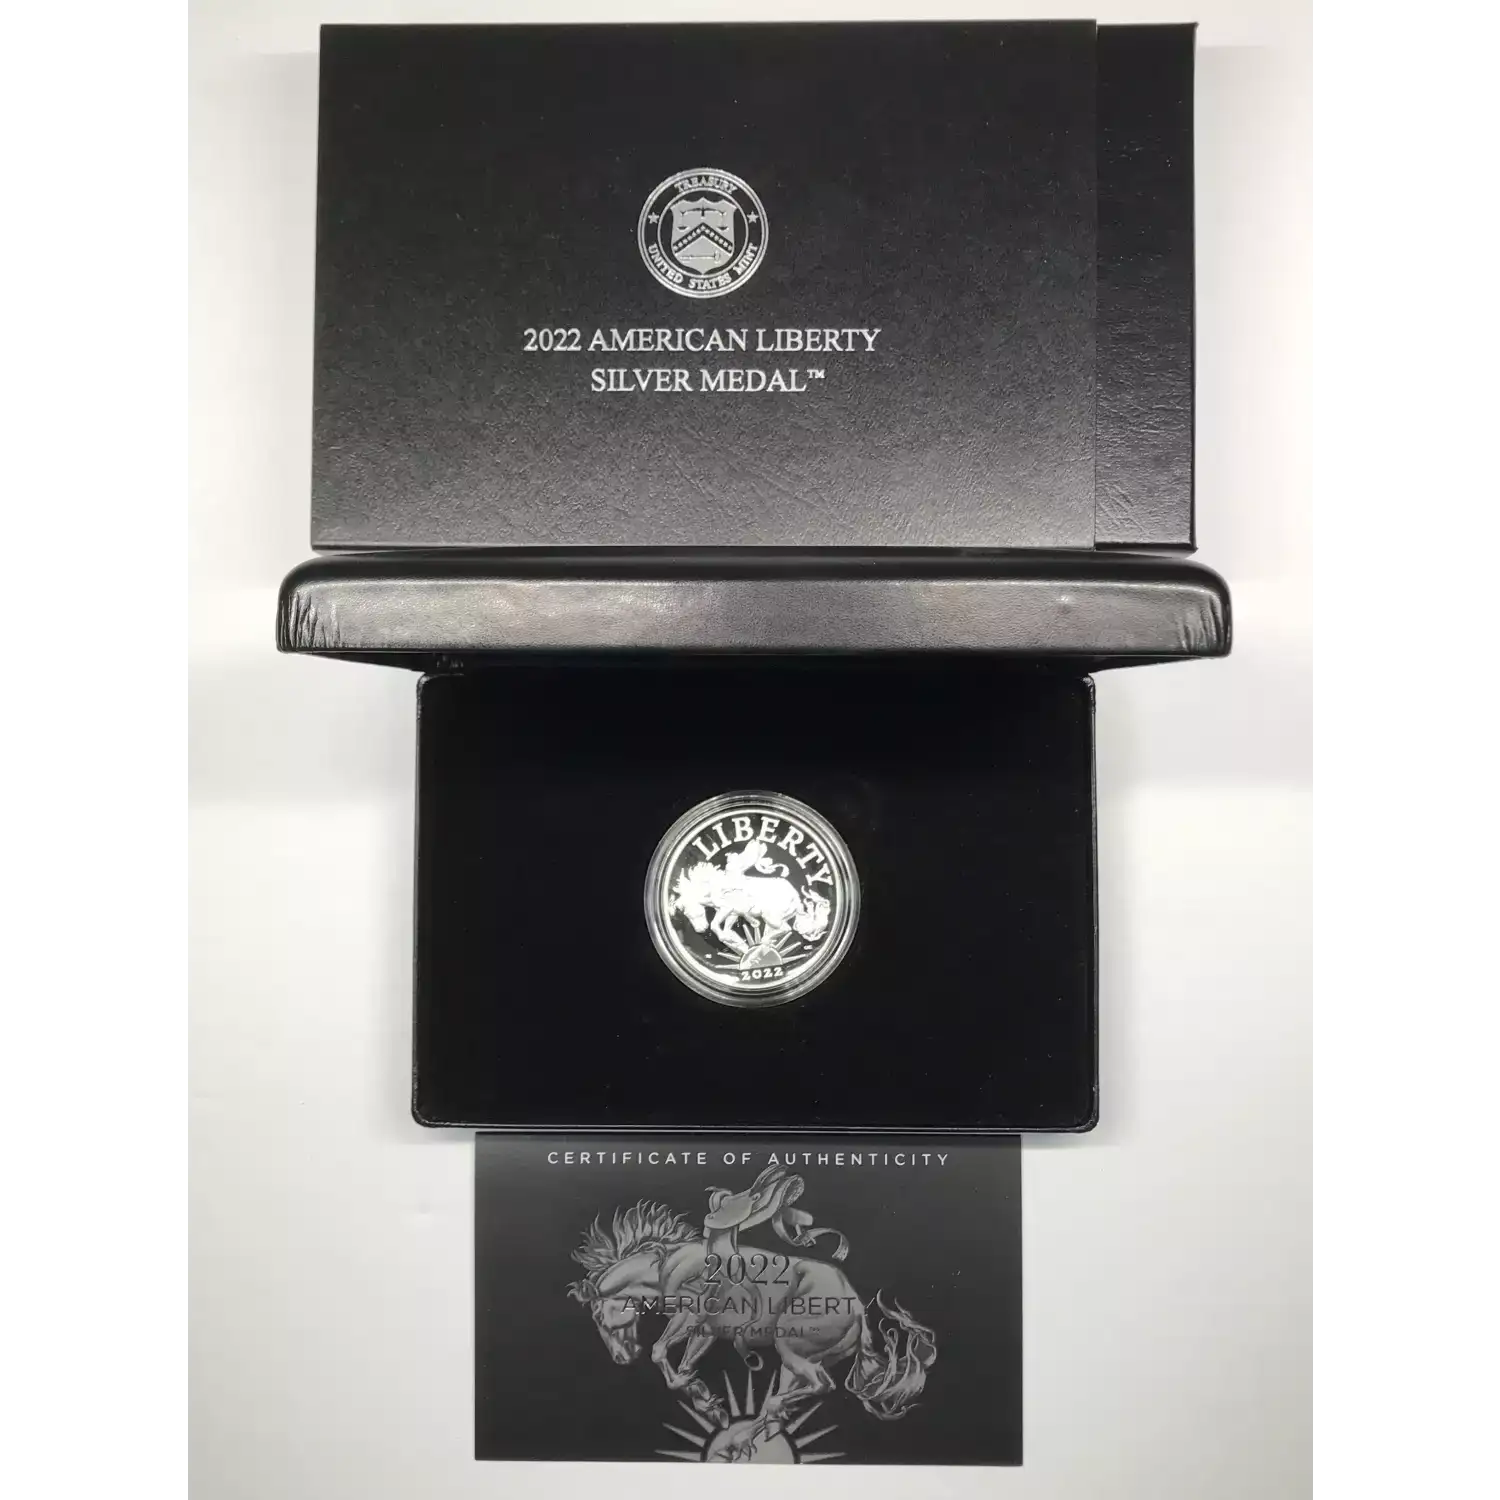 TREASURY
UNITED STATES MINT
2022 AMERICAN LIBERTY
SILVER MEDAL™
LIBERTY
2022
CERTIFICATE OF AUTHENTICITY
2022
AMERICAN LIBERTY
SILVER MEDAL™